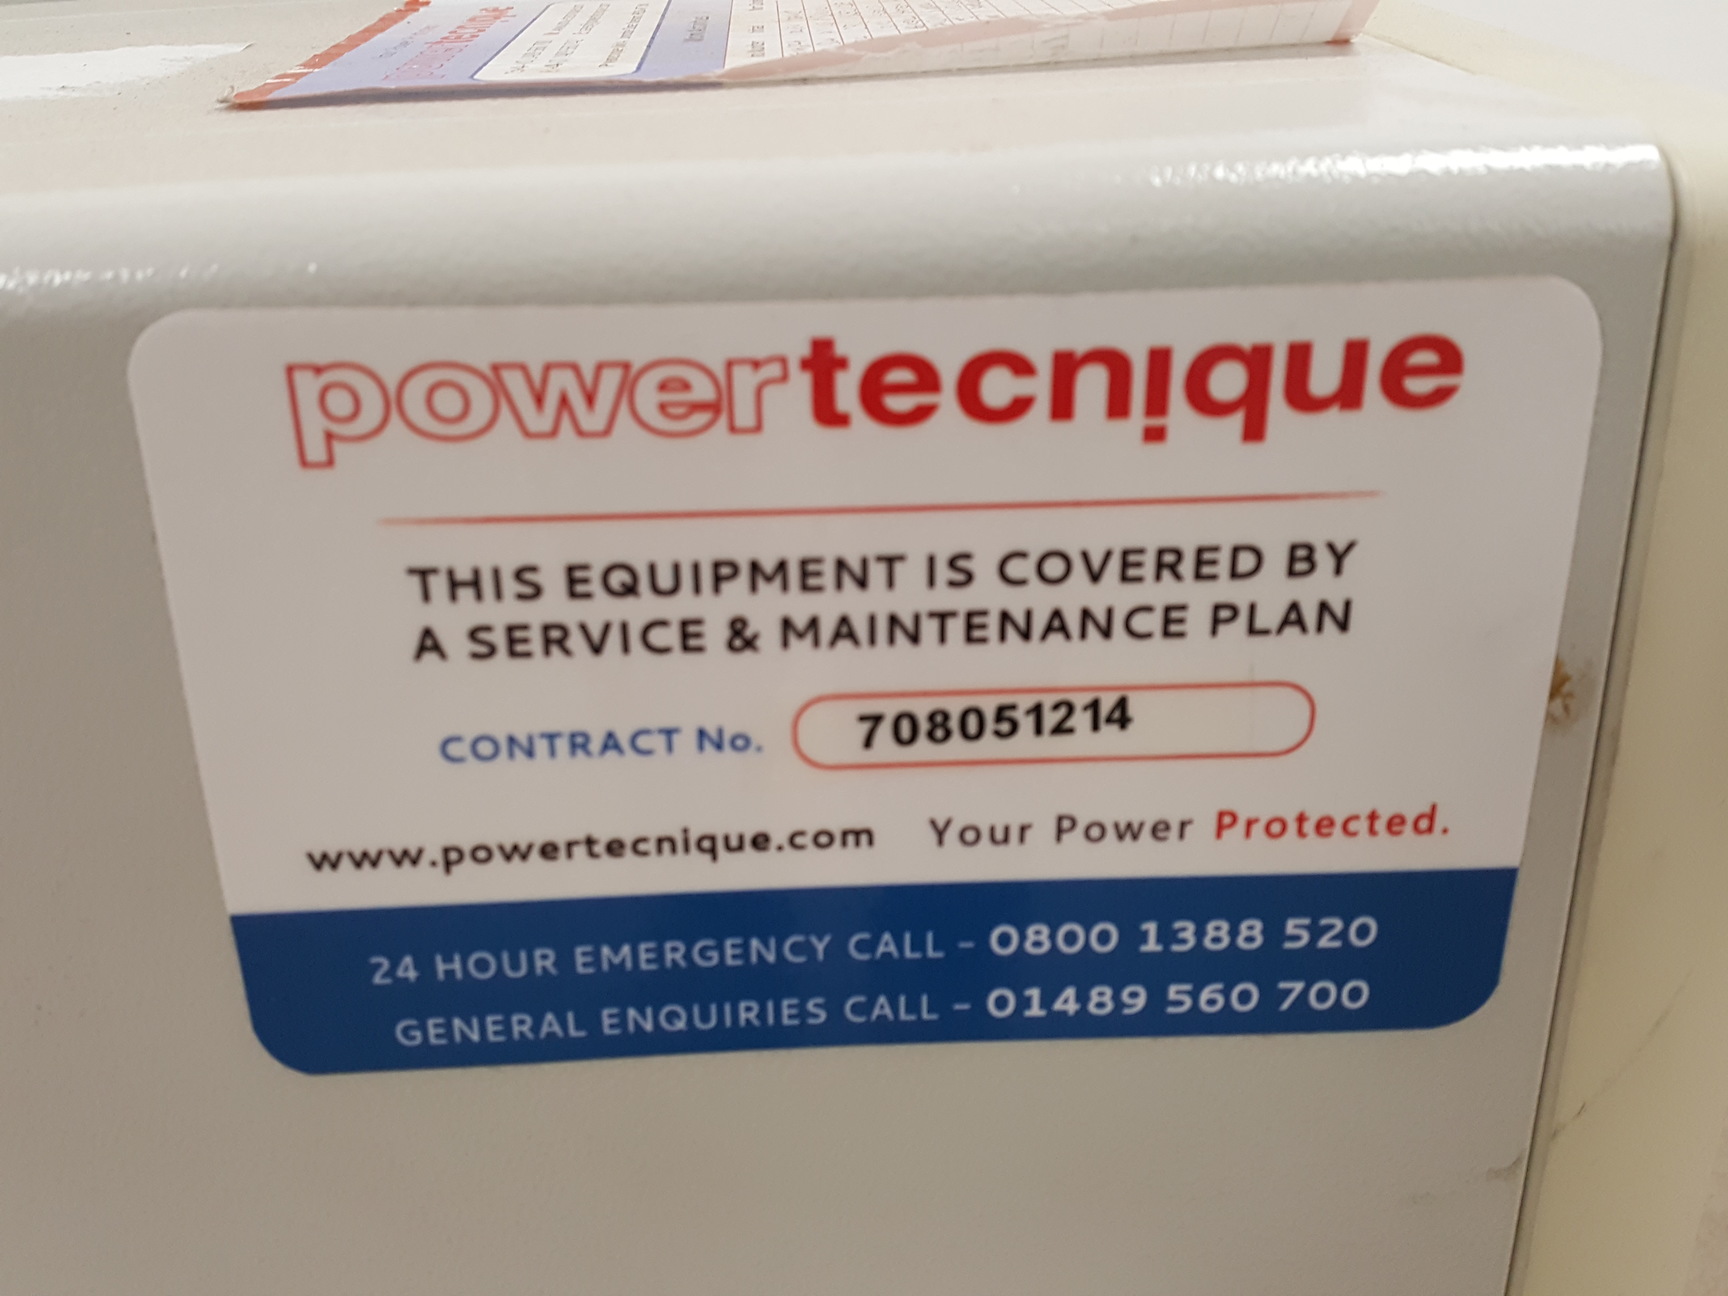 powertecnique
THIS EQUIPMENT IS COVERED BY
A SERVICE & MAINTENANCE PLAN
CONTRACT No. 708051214
www.powertecnique.com Your Power Protected.
24 HOUR EMERGENCY CALL - 0800 1388 520
GENERAL ENQUIRIES CALL - 01489 560 700